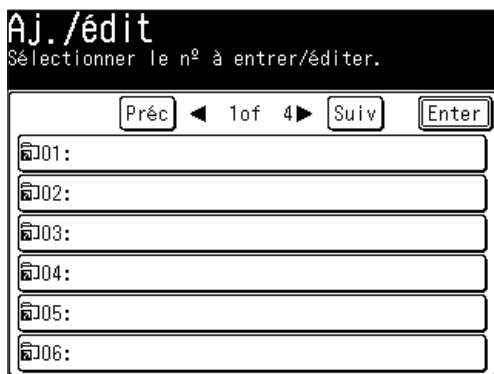 Aj./édit
Sélectionner le nº à entrer/éditer.
Préc ◀ 1of 4▶ Suiv Enter
01:
02:
03:
04:
05:
06: